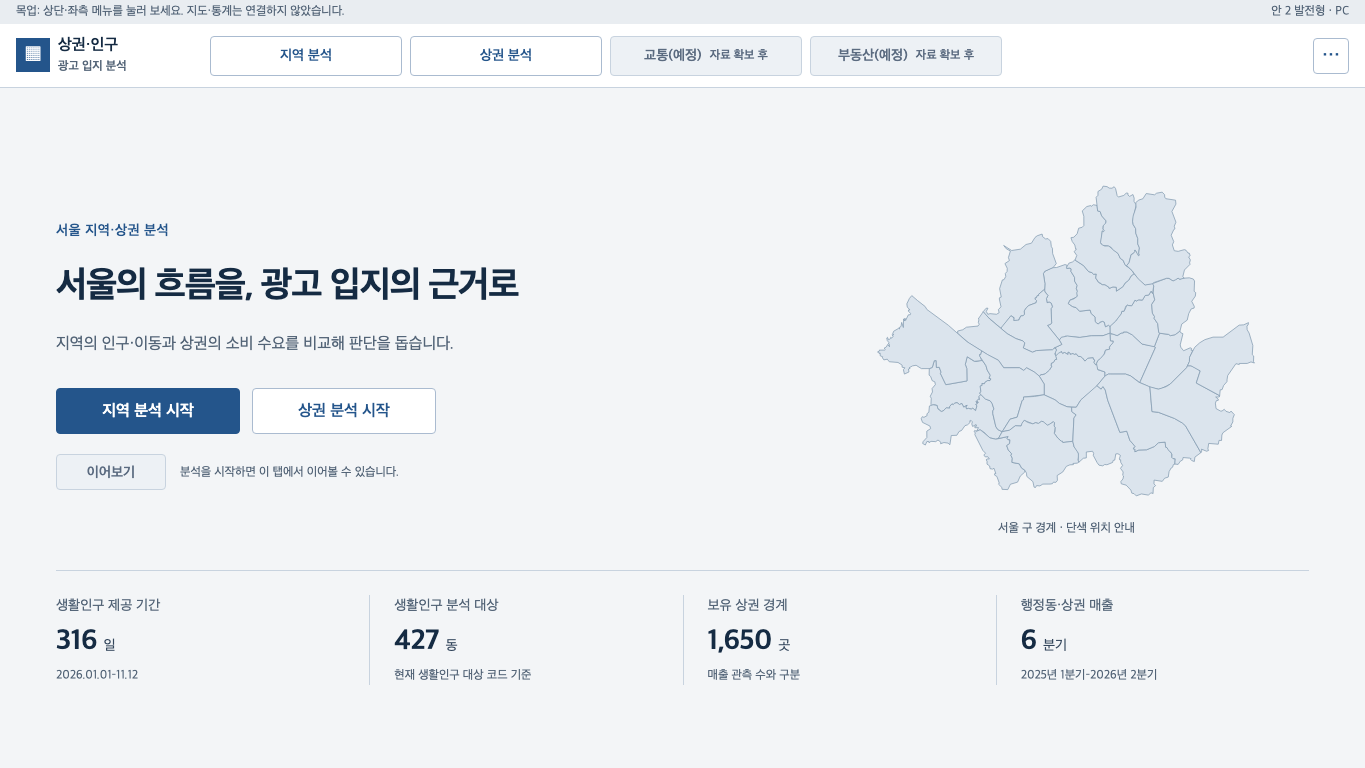 목업: 상단·좌측 메뉴를 눌러 보세요. 지도·통계는 연결하지 않았습니다.
안 2 발전형 · PC
상권·인구
광고 입지 분석
지역 분석
상권 분석
교통(예정) 자료 확보 후
부동산(예정) 자료 확보 후
···
서울 지역·상권 분석
서울의 흐름을, 광고 입지의 근거로
지역의 인구·이동과 상권의 소비 수요를 비교해 판단을 돕습니다.
지역 분석 시작
상권 분석 시작
이어보기
분석을 시작하면 이 탭에서 이어볼 수 있습니다.
서울 구 경계 · 단색 위치 안내
생활인구 제공 기간
316 일
2026.01.01-11.12
생활인구 분석 대상
427 동
현재 생활인구 대상 코드 기준
보유 상권 경계
1,650 곳
매출 관측 수와 구분
행정동·상권 매출
6 분기
2025년 1분기-2026년 2분기